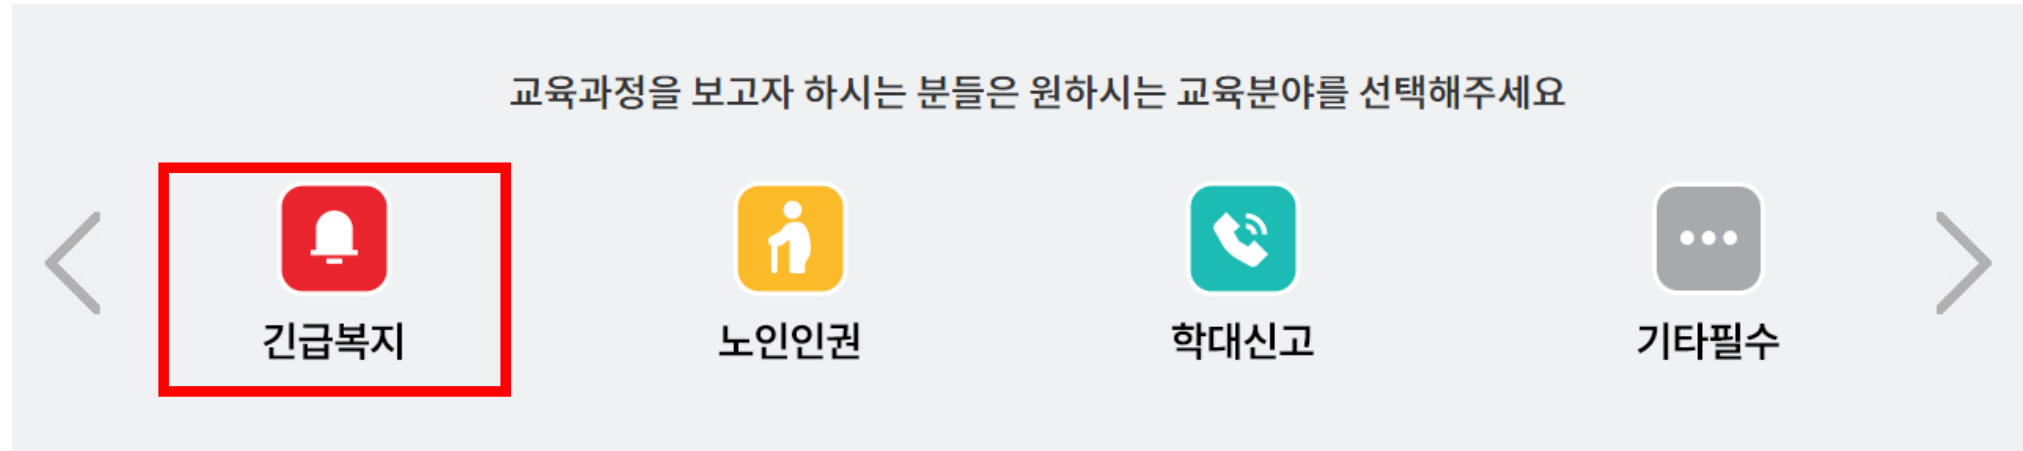 교육과정을 보고자 하시는 분들은 원하시는 교육분야를 선택해주세요
긴급복지
노인인권
학대신고
기타필수